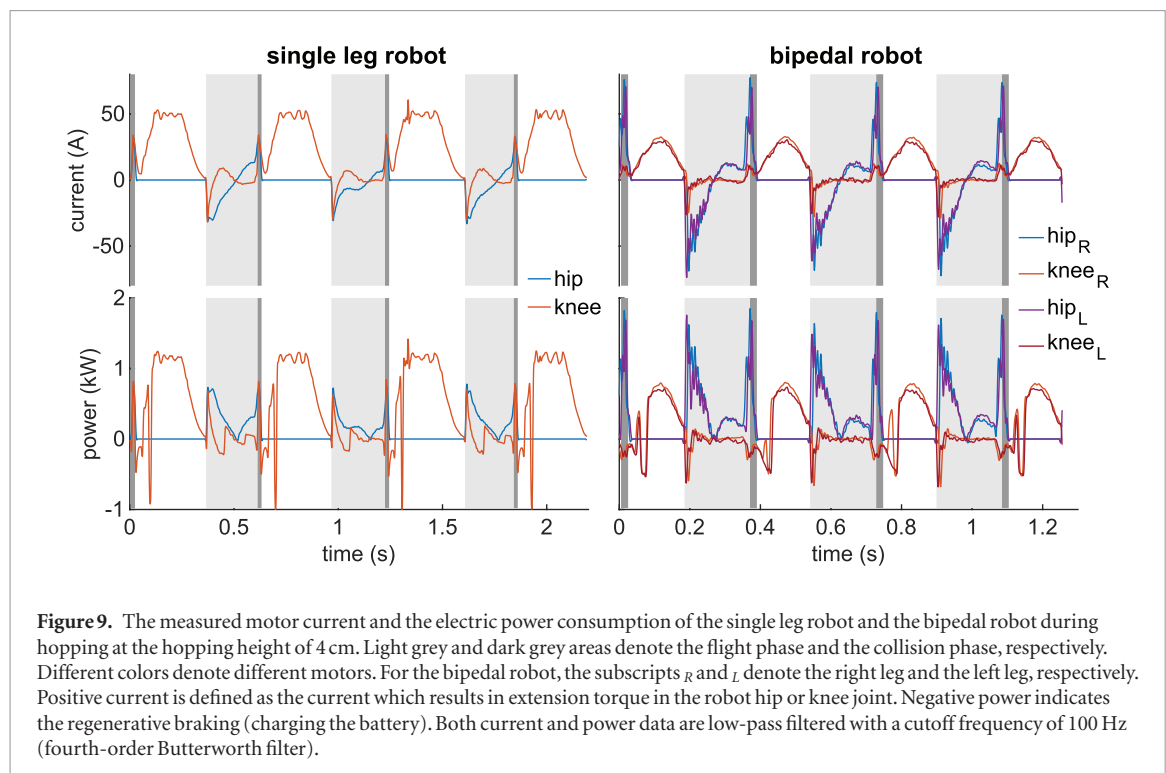 single leg robot
bipedal robot
50
0
-50
current (A)
hip
knee
hip_R
knee_R
hip_L
knee_L
2
1
0
-1
power (kW)
0
0.5
1
1.5
2
0
0.2
0.4
0.6
0.8
1
1.2
time (s)
time (s)
Figure 9. The measured motor current and the electric power consumption of the single leg robot and the bipedal robot during
hopping at the hopping height of 4 cm. Light grey and dark grey areas denote the flight phase and the collision phase, respectively.
Different colors denote different motors. For the bipedal robot, the subscripts R and L denote the right leg and the left leg, respectively.
Positive current is defined as the current which results in extension torque in the robot hip or knee joint. Negative power indicates
the regenerative braking (charging the battery). Both current and power data are low-pass filtered with a cutoff frequency of 100 Hz
(fourth-order Butterworth filter).